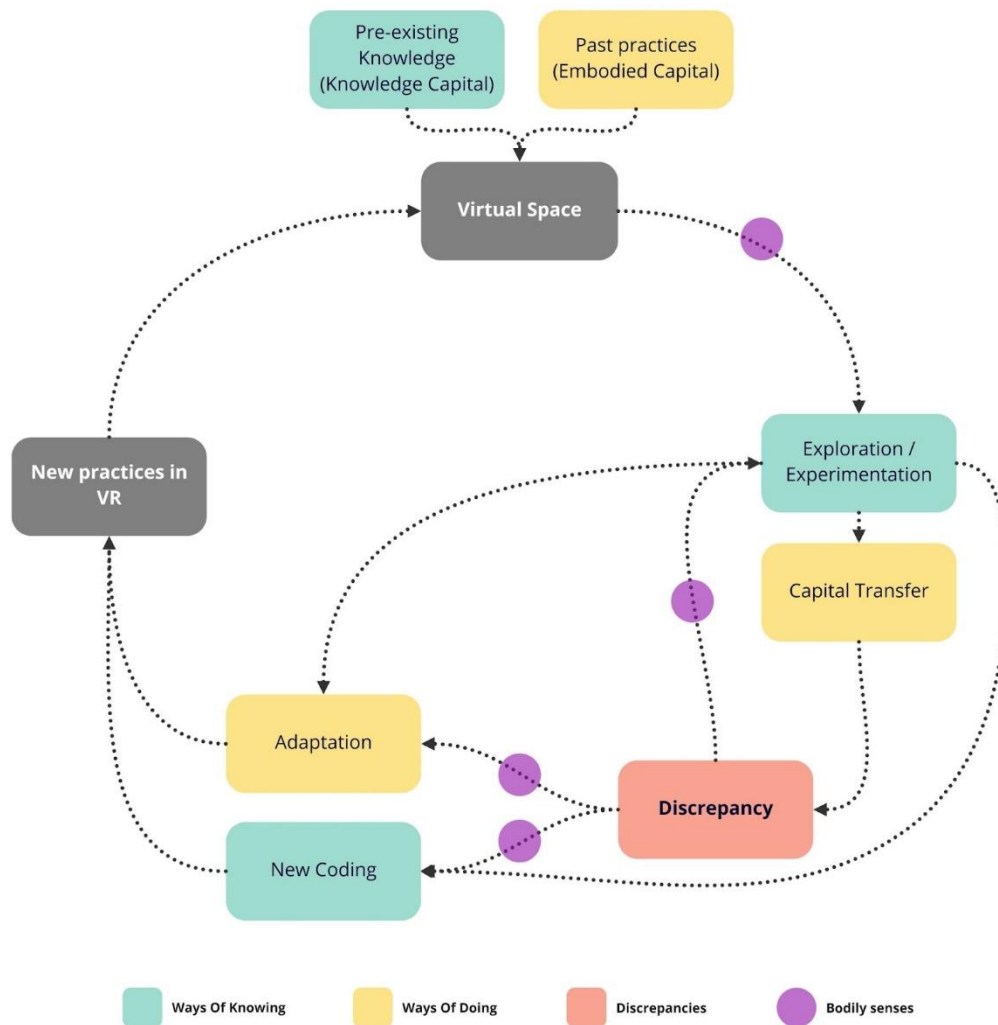 Pre-existing
Knowledge
(Knowledge Capital)
Past practices
(Embodied Capital)
Virtual Space
New practices in
VR
Exploration /
Experimentation
Capital Transfer
Adaptation
Discrepancy
New Coding
Ways Of Knowing
Ways Of Doing
Discrepancies
Bodily senses